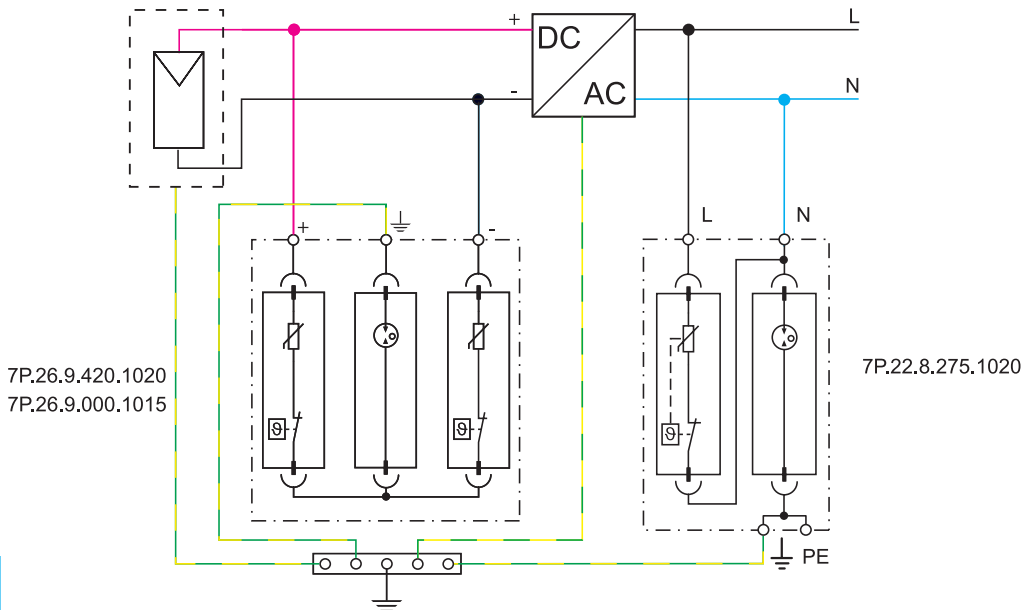 +
L
DC
-
AC
N
+
-
L
N
7P.26.9.420.1020
7P.26.9.000.1015
7P.22.8.275.1020
ϑ
ϑ
ϑ
PE